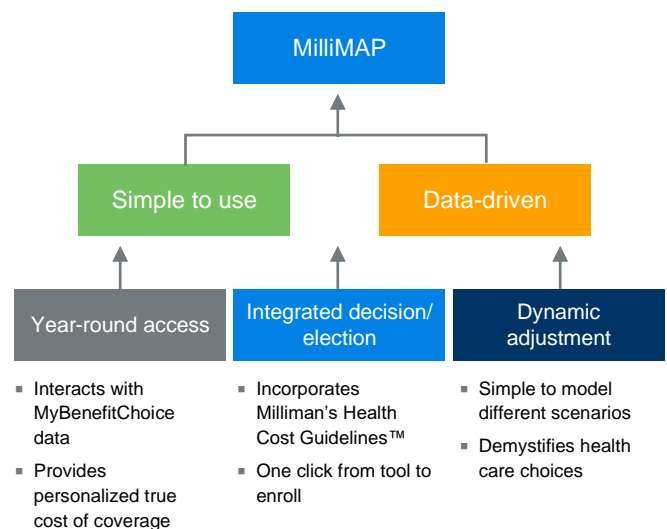 MilliMAP
Simple to use
Data-driven
Year-round access
Integrated decision/
election
Dynamic
adjustment
▪ Interacts with
MyBenefitChoice
data
▪ Provides
personalized true
cost of coverage
▪ Incorporates
Milliman’s Health
Cost Guidelines™
▪ One click from tool to
enroll
▪ Simple to model
different scenarios
▪ Demystifies health
care choices